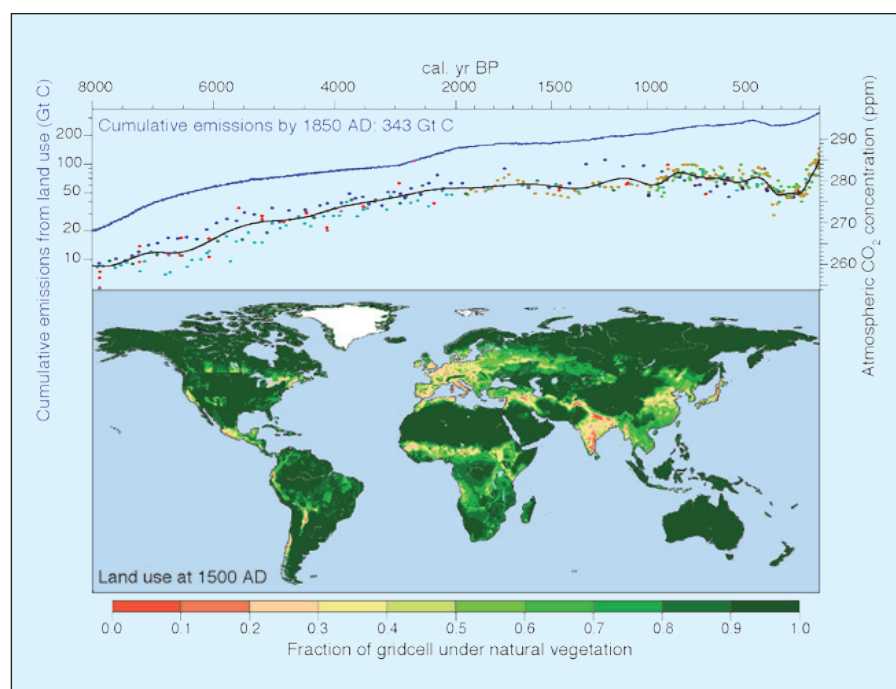 cal. yr BP
8000 6000 4000 2000 1500 1000 500
Cumulative emissions from land use (Gt C)
200
100
50
20
10
Cumulative emissions by 1850 AD: 343 Gt C
290
280
270
260
Atmospheric CO₂ concentration (ppm)
Land use at 1500 AD
0.0 0.1 0.2 0.3 0.4 0.5 0.6 0.7 0.8 0.9 1.0
Fraction of gridcell under natural vegetation